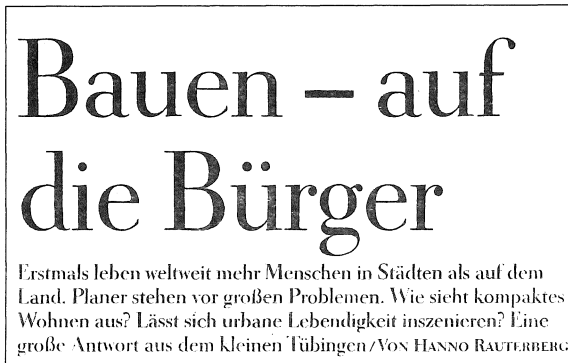 Bauen – auf
die Bürger
Erstmals leben weltweit mehr Menschen in Städten als auf dem
Land. Planer stehen vor großen Problemen. Wie sieht kompaktes
Wohnen aus? Lässt sich urbane Lebendigkeit inszenieren? Eine
große Antwort aus dem kleinen Tübingen / VON HANNO RAUTERBERG